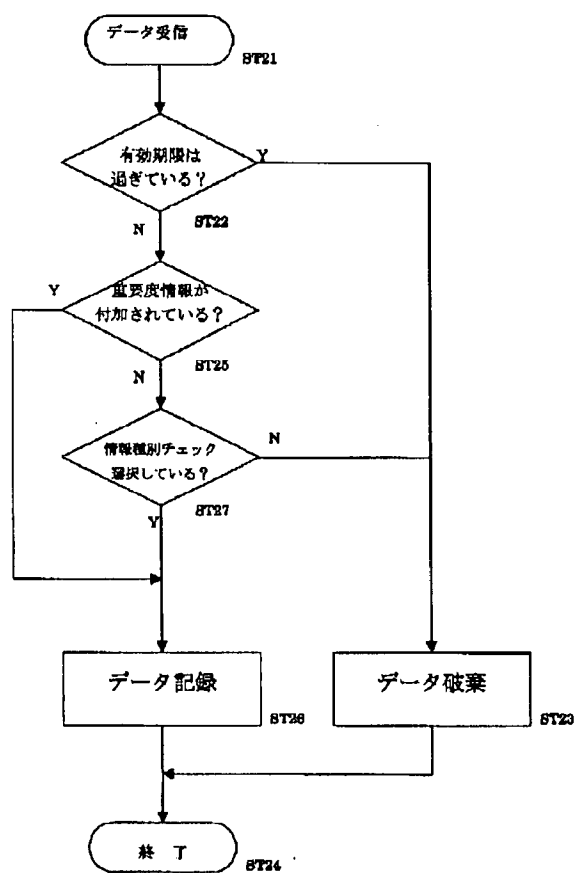 データ受信
ST21
有効期限は
過ぎている?
Y
ST22
N
重要度情報が
付加されている?
Y
ST25
N
情報種別チェック
選択している?
N
ST27
Y
データ記録
データ破棄
ST26
ST23
終 了
ST24